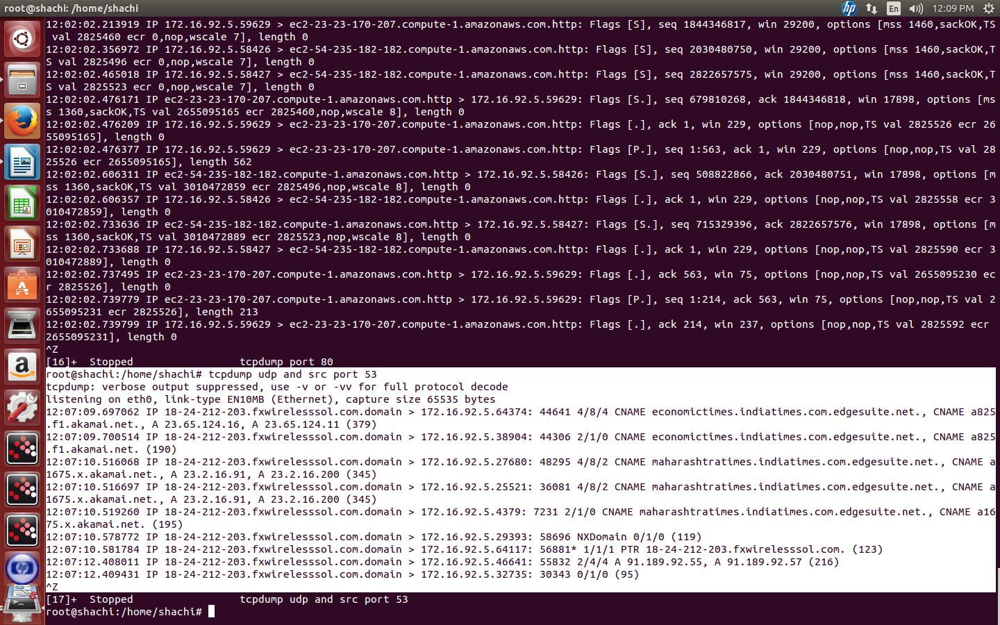 root@shachi: /home/shachi
hp En 12:09 PM
12:02:02.213919 IP 172.16.92.5.59629 > ec2-23-23-170-207.compute-1.amazonaws.com.http: Flags [S], seq 1844346817, win 29200, options [mss 1460,sackOK,TS
 val 2825460 ecr 0,nop,wscale 7], length 0
12:02:02.356972 IP 172.16.92.5.58426 > ec2-54-235-182-182.compute-1.amazonaws.com.http: Flags [S], seq 2030480750, win 29200, options [mss 1460,sackOK,T
S val 2825496 ecr 0,nop,wscale 7], length 0
12:02:02.465018 IP 172.16.92.5.58427 > ec2-54-235-182-182.compute-1.amazonaws.com.http: Flags [S], seq 2822657575, win 29200, options [mss 1460,sackOK,T
S val 2825523 ecr 0,nop,wscale 7], length 0
12:02:02.476171 IP ec2-23-23-170-207.compute-1.amazonaws.com.http > 172.16.92.5.59629: Flags [S.], seq 679810268, ack 1844346818, win 17898, options [ms
s 1360,sackOK,TS val 2655095165 ecr 2825460,nop,wscale 8], length 0
12:02:02.476209 IP 172.16.92.5.59629 > ec2-23-23-170-207.compute-1.amazonaws.com.http: Flags [.], ack 1, win 229, options [nop,nop,TS val 2825526 ecr 26
55095165], length 0
12:02:02.476377 IP 172.16.92.5.59629 > ec2-23-23-170-207.compute-1.amazonaws.com.http: Flags [P.], seq 1:563, ack 1, win 229, options [nop,nop,TS val 28
25526 ecr 2655095165], length 562
12:02:02.606311 IP ec2-54-235-182-182.compute-1.amazonaws.com.http > 172.16.92.5.58426: Flags [S.], seq 508822866, ack 2030480751, win 17898, options [m
ss 1360,sackOK,TS val 3010472859 ecr 2825496,nop,wscale 8], length 0
12:02:02.606357 IP 172.16.92.5.58426 > ec2-54-235-182-182.compute-1.amazonaws.com.http: Flags [.], ack 1, win 229, options [nop,nop,TS val 2825558 ecr 3
010472859], length 0
12:02:02.733636 IP ec2-54-235-182-182.compute-1.amazonaws.com.http > 172.16.92.5.58427: Flags [S.], seq 715329396, ack 2822657576, win 17898, options [m
ss 1360,sackOK,TS val 3010472889 ecr 2825523,nop,wscale 8], length 0
12:02:02.733688 IP 172.16.92.5.58427 > ec2-54-235-182-182.compute-1.amazonaws.com.http: Flags [.], ack 1, win 229, options [nop,nop,TS val 2825590 ecr 3
010472889], length 0
12:02:02.737495 IP ec2-23-23-170-207.compute-1.amazonaws.com.http > 172.16.92.5.59629: Flags [.], ack 563, win 75, options [nop,nop,TS val 2655095230 ec
r 2825526], length 0
12:02:02.739779 IP ec2-23-23-170-207.compute-1.amazonaws.com.http > 172.16.92.5.59629: Flags [P.], seq 1:214, ack 563, win 75, options [nop,nop,TS val 2
655095231 ecr 2825526], length 213
12:02:02.739799 IP 172.16.92.5.59629 > ec2-23-23-170-207.compute-1.amazonaws.com.http: Flags [.], ack 214, win 237, options [nop,nop,TS val 2825592 ecr
2655095231], length 0
^Z
[16]+  Stopped                 tcpdump port 80
root@shachi:/home/shachi# tcpdump udp and src port 53
tcpdump: verbose output suppressed, use -v or -vv for full protocol decode
listening on eth0, link-type EN10MB (Ethernet), capture size 65535 bytes
12:07:09.697062 IP 18-24-212-203.fxwirelesssol.com.domain > 172.16.92.5.64374: 44641 4/8/4 CNAME economictimes.indiatimes.com.edgesuite.net., CNAME a825
.f1.akamai.net., A 23.65.124.16, A 23.65.124.11 (379)
12:07:09.700514 IP 18-24-212-203.fxwirelesssol.com.domain > 172.16.92.5.38904: 44306 2/1/0 CNAME economictimes.indiatimes.com.edgesuite.net., CNAME a825
.f1.akamai.net. (190)
12:07:10.516068 IP 18-24-212-203.fxwirelesssol.com.domain > 172.16.92.5.27680: 48295 4/8/2 CNAME maharashtratimes.indiatimes.com.edgesuite.net., CNAME a
1675.x.akamai.net., A 23.2.16.91, A 23.2.16.200 (345)
12:07:10.516697 IP 18-24-212-203.fxwirelesssol.com.domain > 172.16.92.5.25521: 36081 4/8/2 CNAME maharashtratimes.indiatimes.com.edgesuite.net., CNAME a
1675.x.akamai.net., A 23.2.16.91, A 23.2.16.200 (345)
12:07:10.519260 IP 18-24-212-203.fxwirelesssol.com.domain > 172.16.92.5.4379: 7231 2/1/0 CNAME maharashtratimes.indiatimes.com.edgesuite.net., CNAME a16
75.x.akamai.net. (195)
12:07:10.578772 IP 18-24-212-203.fxwirelesssol.com.domain > 172.16.92.5.29393: 58696 NXDomain 0/1/0 (119)
12:07:10.581784 IP 18-24-212-203.fxwirelesssol.com.domain > 172.16.92.5.64117: 56881* 1/1/1 PTR 18-24-212-203.fxwirelesssol.com. (123)
12:07:12.408011 IP 18-24-212-203.fxwirelesssol.com.domain > 172.16.92.5.46641: 55832 2/4/4 A 91.189.92.55, A 91.189.92.57 (216)
12:07:12.409431 IP 18-24-212-203.fxwirelesssol.com.domain > 172.16.92.5.32735: 30343 0/1/0 (95)
^Z
[17]+  Stopped                 tcpdump udp and src port 53
root@shachi:/home/shachi#